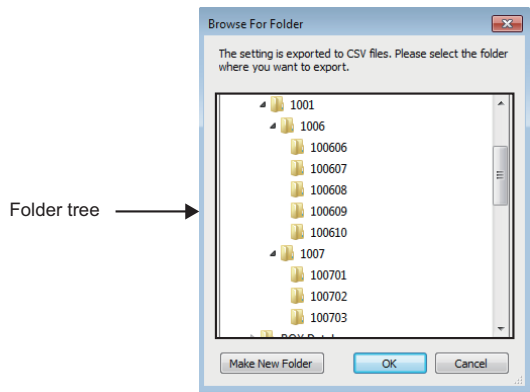 Browse For Folder
The setting is exported to CSV files. Please select the folder
where you want to export.
1001
1006
100606
100607
100608
100609
100610
1007
100701
100702
100703
Folder tree
Make New Folder
OK
Cancel